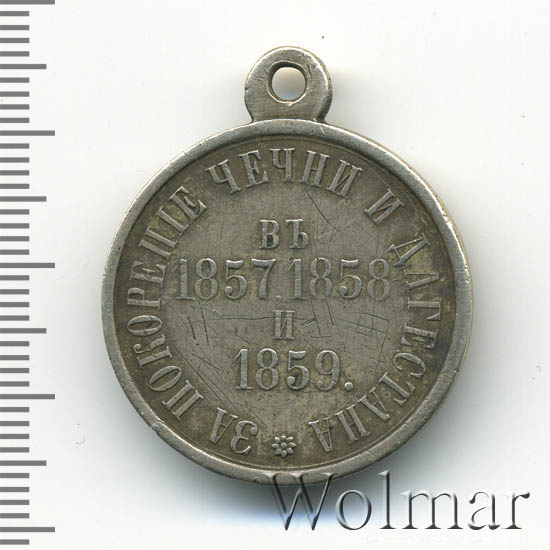 ЗА ПОКОРЕНІЕ ЧЕЧНИ И ДАГЕСТАНА
ВЪ
1857, 1858
И
1859.
Wolmar